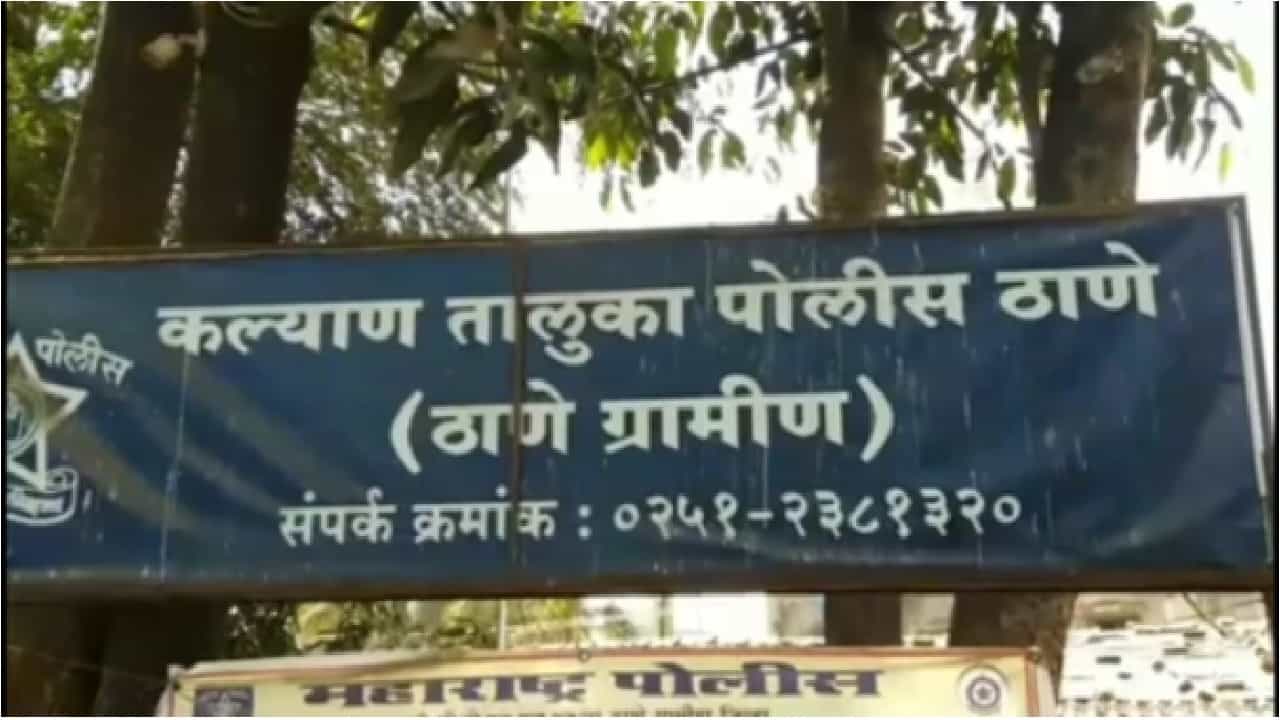 कल्याण तालुका पोलीस ठाणे
पोलीस
(ठाणे ग्रामीण)
संपर्क क्रमांक : ०२५१-२३८१३२०
महाराष्ट्र पोलीस